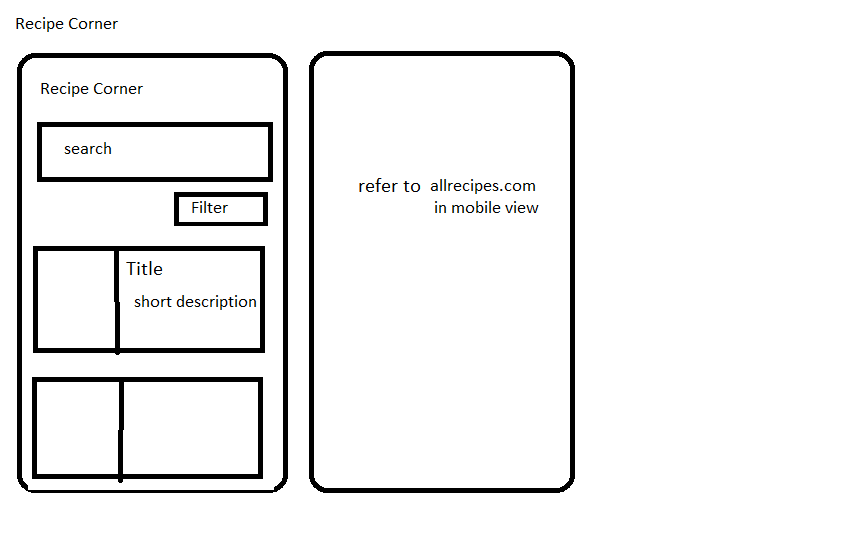 Recipe Corner
Recipe Corner
search
Filter
Title
short description
refer to allrecipes.com
in mobile view